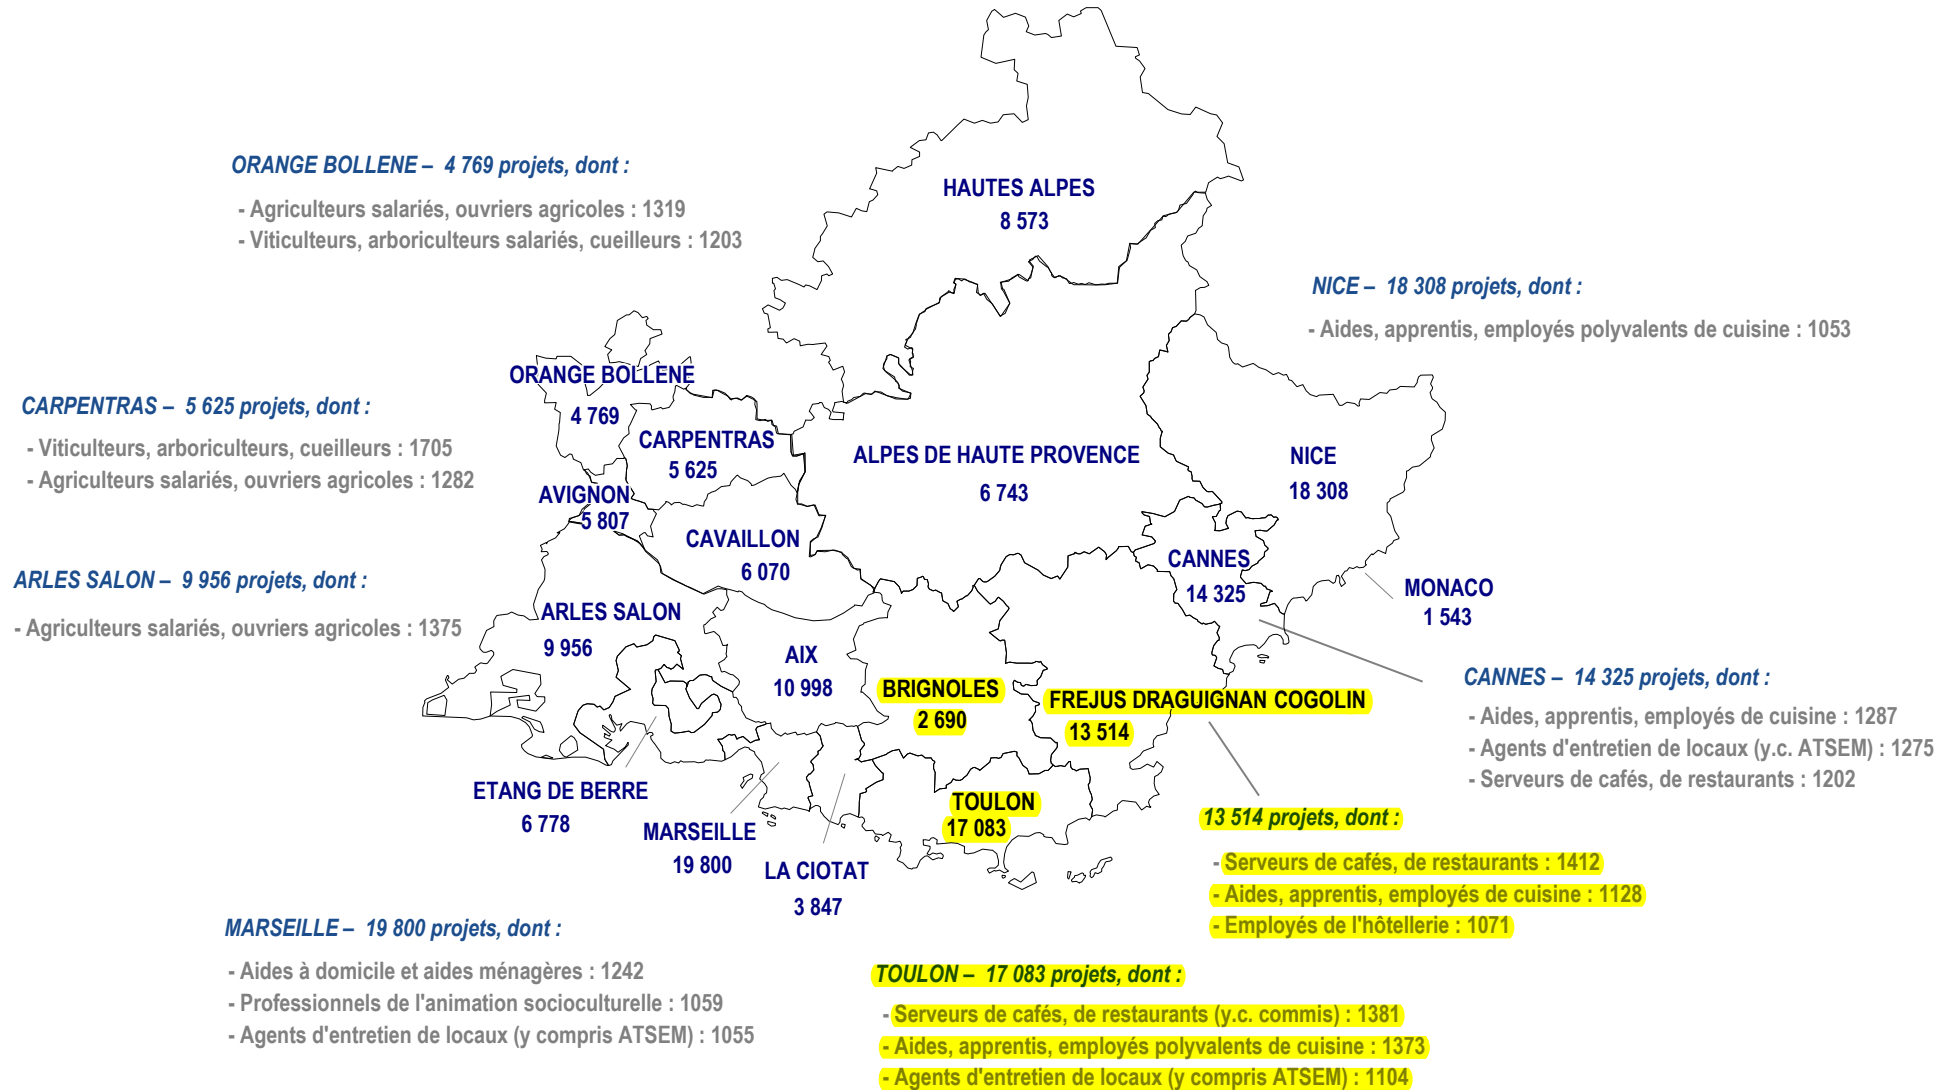 ORANGE BOLLENE – 4 769 projets, dont :
- Agriculteurs salariés, ouvriers agricoles : 1319
- Viticulteurs, arboriculteurs salariés, cueilleurs : 1203
HAUTES ALPES
8 573
NICE – 18 308 projets, dont :
- Aides, apprentis, employés polyvalents de cuisine : 1053
ORANGE BOLLENE
4 769
CARPENTRAS – 5 625 projets, dont :
- Viticulteurs, arboriculteurs, cueilleurs : 1705
- Agriculteurs salariés, ouvriers agricoles : 1282
CARPENTRAS
5 625
ALPES DE HAUTE PROVENCE
6 743
NICE
18 308
AVIGNON
5 807
CAVAILLON
6 070
CANNES
14 325
MONACO
1 543
ARLES SALON – 9 956 projets, dont :
- Agriculteurs salariés, ouvriers agricoles : 1375
ARLES SALON
9 956
AIX
10 998
BRIGNOLES
2 690
FREJUS DRAGUIGNAN COGOLIN
13 514
CANNES – 14 325 projets, dont :
- Aides, apprentis, employés de cuisine : 1287
- Agents d'entretien de locaux (y.c. ATSEM) : 1275
- Serveurs de cafés, de restaurants : 1202
ETANG DE BERRE
6 778
MARSEILLE
19 800
LA CIOTAT
3 847
TOULON
17 083
13 514 projets, dont :
- Serveurs de cafés, de restaurants : 1412
- Aides, apprentis, employés de cuisine : 1128
- Employés de l'hôtellerie : 1071
MARSEILLE – 19 800 projets, dont :
- Aides à domicile et aides ménagères : 1242
- Professionnels de l'animation socioculturelle : 1059
- Agents d'entretien de locaux (y compris ATSEM) : 1055
TOULON – 17 083 projets, dont :
- Serveurs de cafés, de restaurants (y.c. commis) : 1381
- Aides, apprentis, employés polyvalents de cuisine : 1373
- Agents d'entretien de locaux (y compris ATSEM) : 1104